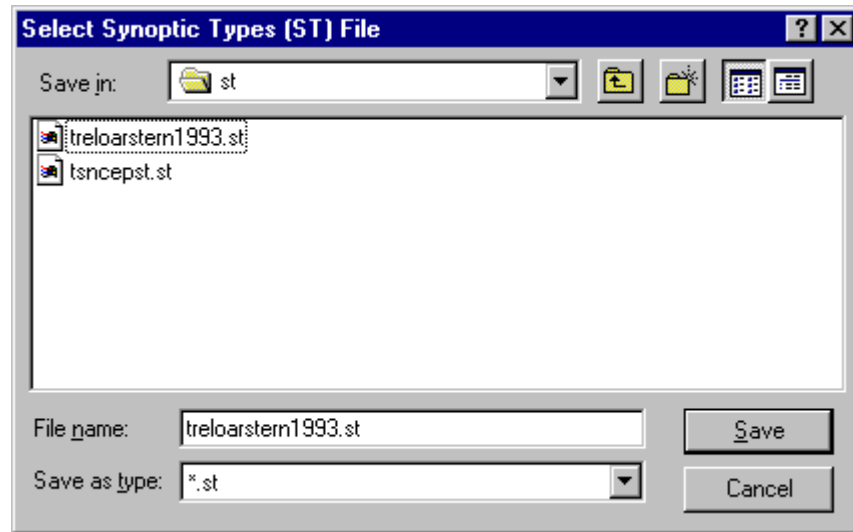 Select Synoptic Types (ST) File
Save in: st
treloarstern1993.st
tsncepst.st
File name: treloarstern1993.st Save
Save as type: *.st Cancel